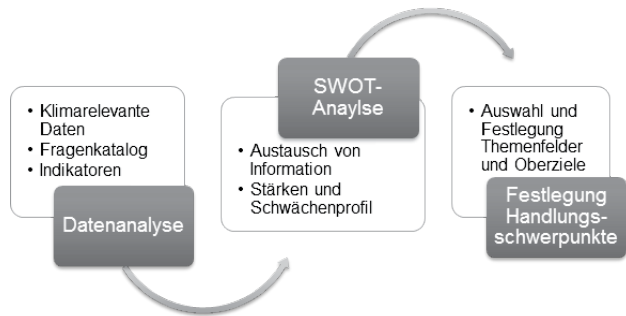 • Klimarelevante
Daten
• Fragenkatalog
• Indikatoren
Datenanalyse
SWOT-
Anaylse
• Austausch von
Information
• Stärken und
Schwächenprofil
• Auswahl und
Festlegung
Themenfelder
und Oberziele
Festlegung
Handlungs-
schwerpunkte